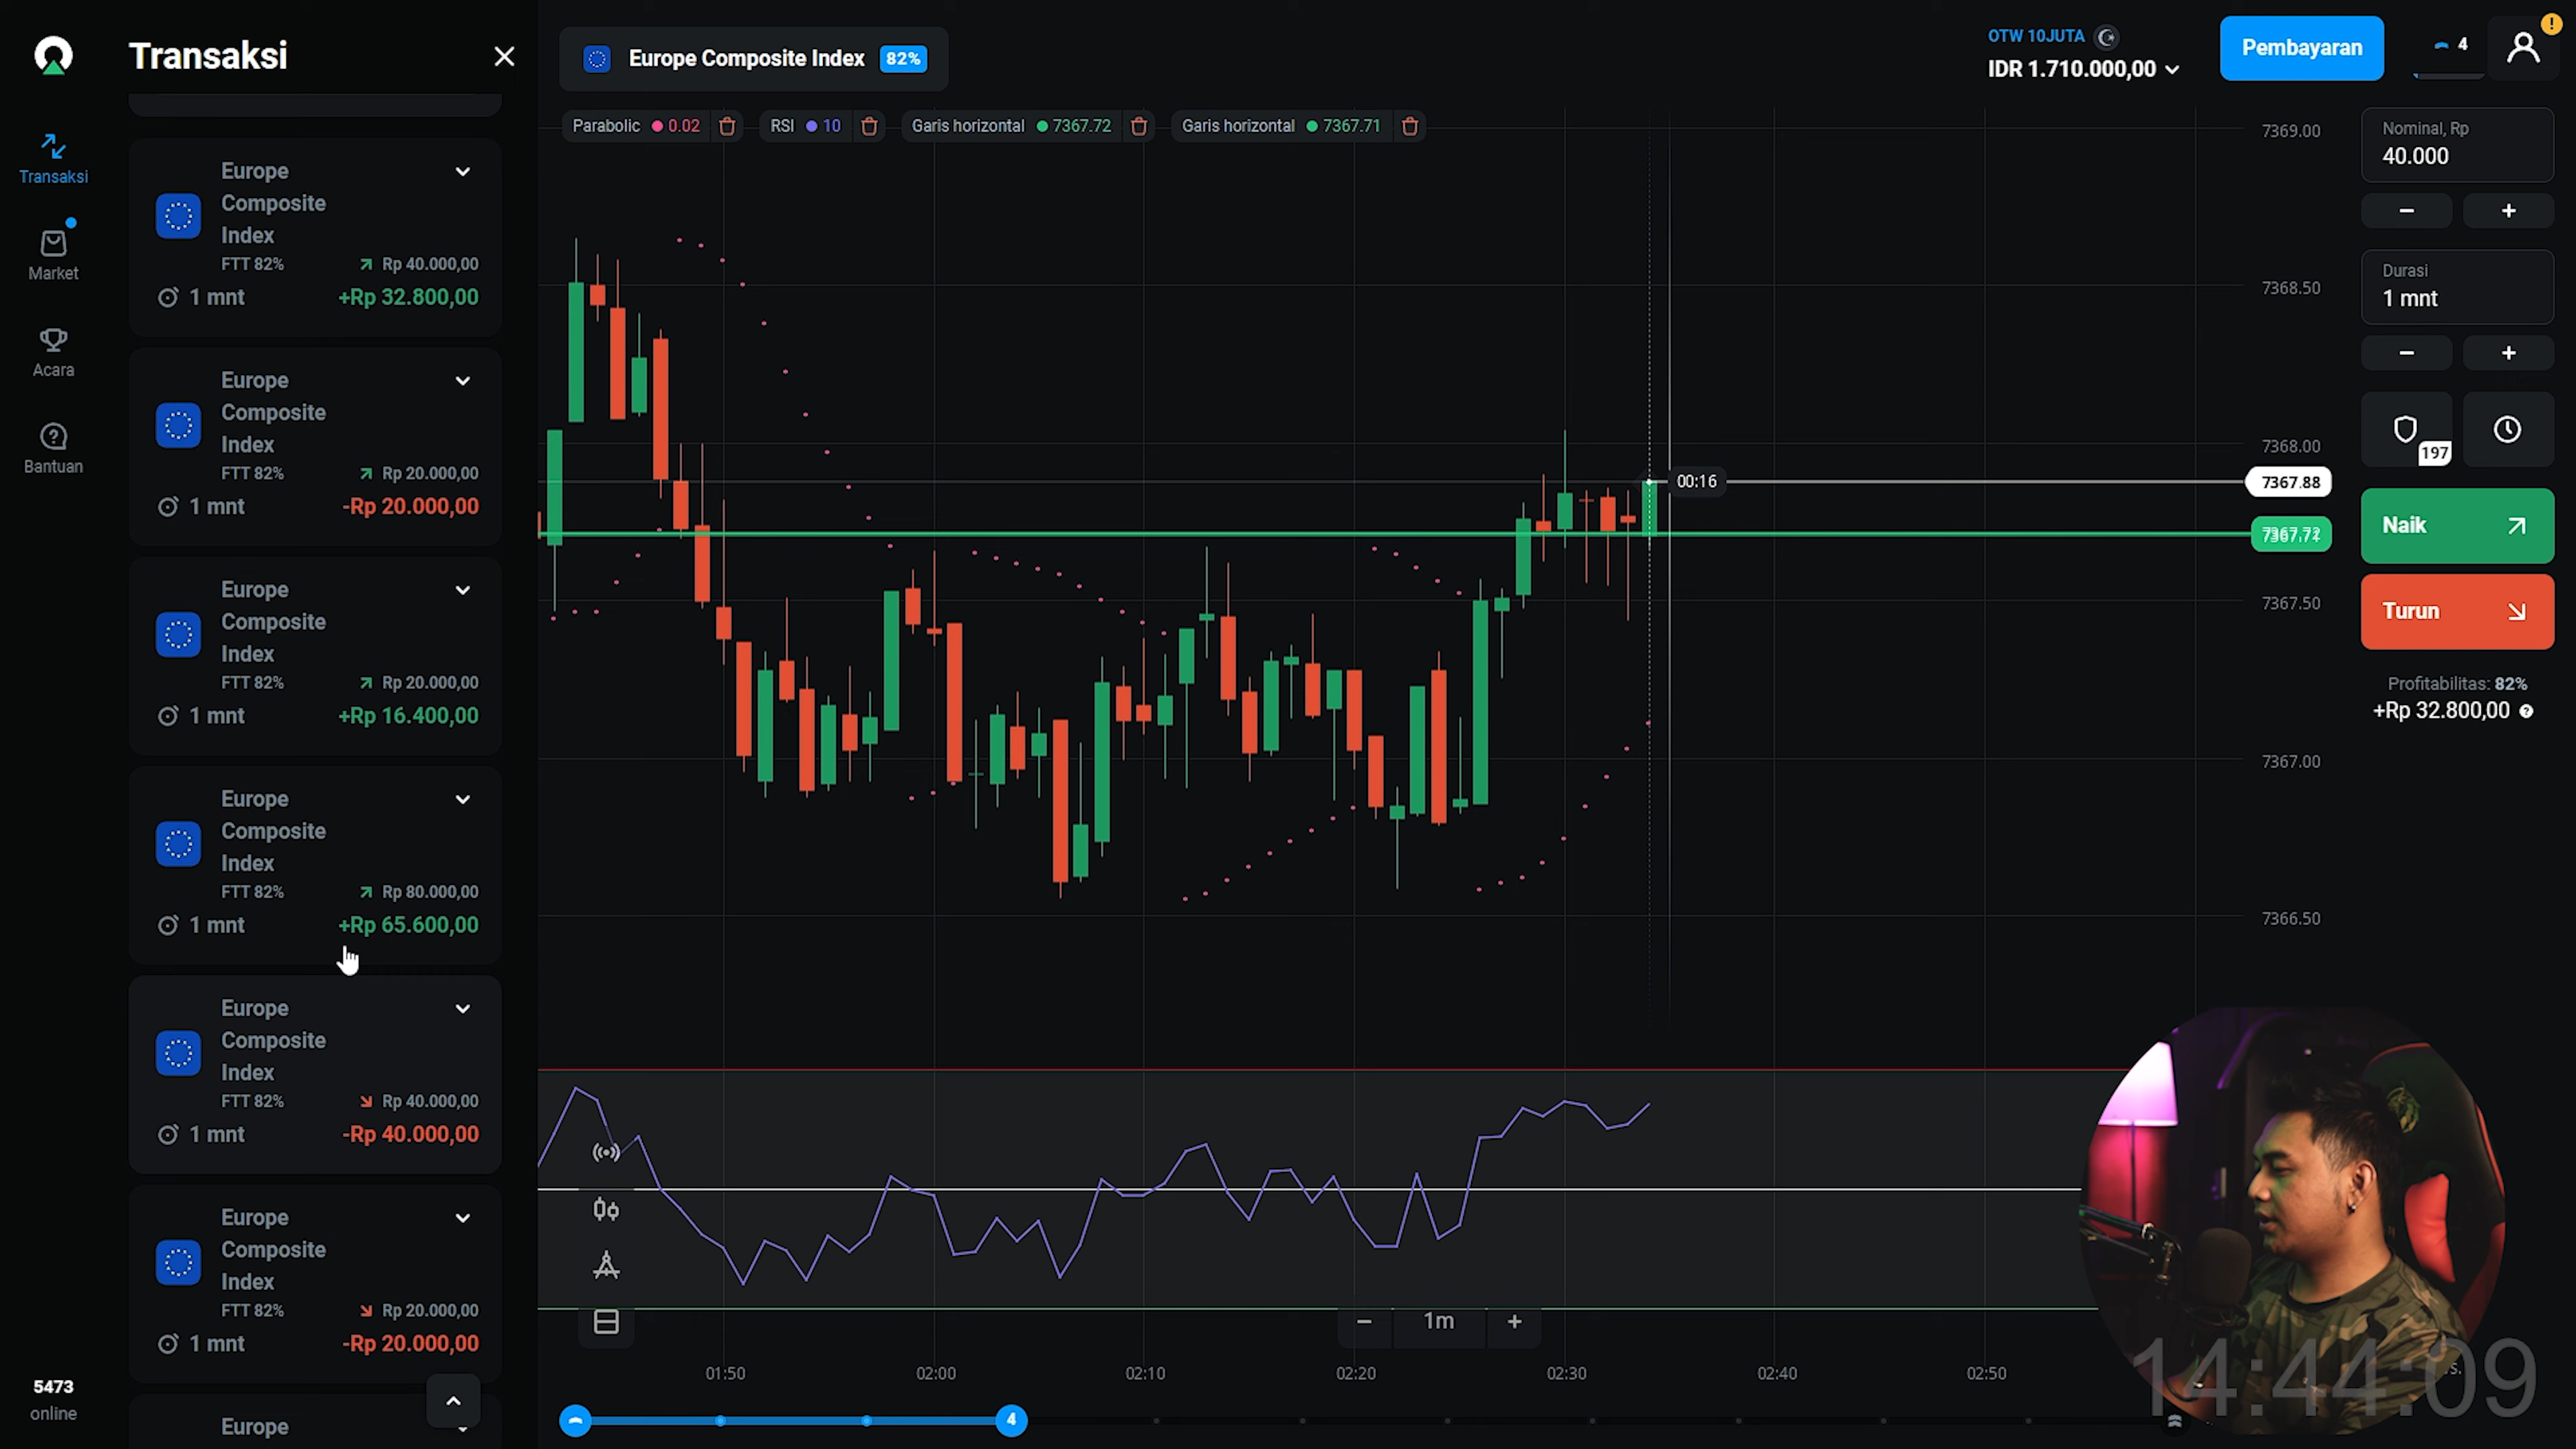 Transaksi
Transaksi
Market
Acara
Bantuan
5473
online
Europe
Composite
Index
FTT 82%
Rp 40.000,00
1 mnt
+Rp 32.800,00
Europe
Composite
Index
FTT 82%
Rp 20.000,00
1 mnt
-Rp 20.000,00
Europe
Composite
Index
FTT 82%
Rp 20.000,00
1 mnt
+Rp 16.400,00
Europe
Composite
Index
FTT 82%
Rp 80.000,00
1 mnt
+Rp 65.600,00
Europe
Composite
Index
FTT 82%
Rp 40.000,00
1 mnt
-Rp 40.000,00
Europe
Composite
Index
FTT 82%
Rp 20.000,00
1 mnt
-Rp 20.000,00
Europe
Europe Composite Index 82%
Parabolic 0.02
RSI 10
Garis horizontal 7367.72
Garis horizontal 7367.71
OTW 10JUTA
IDR 1.710.000,00
Pembayaran
4
!
7369.00
7368.50
7368.00
7367.88
7367.50
7367.00
7366.50
00:16
Nominal, Rp
40.000
− +
Durasi
1 mnt
− +
197
Naik
Turun
Profitabilitas: 82%
+Rp 32.800,00 ?
− 1m +
01:50
02:00
02:10
02:20
02:30
02:40
02:50
4
14:44:09